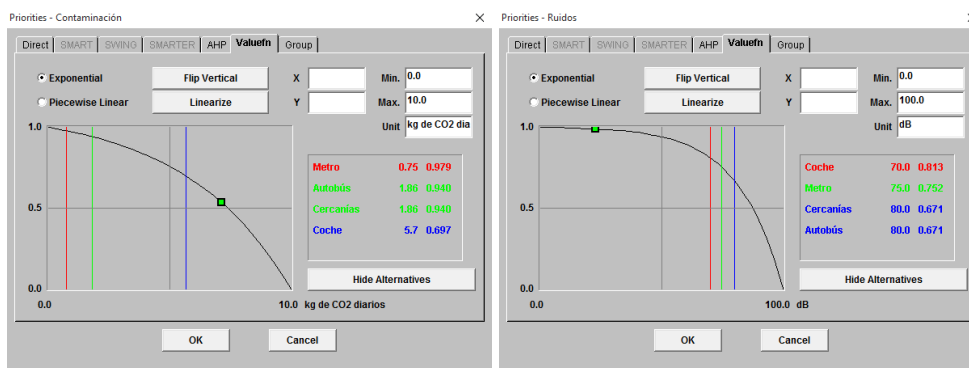 Priorities - Contaminación
Direct SMART SWING SMARTER AHP Valuefn Group
Exponential Flip Vertical X Min. 0.0
Piecewise Linear Linearize Y Max. 10.0
Unit kg de CO2 dia
1.0
0.5
0.0
0.0 10.0 kg de CO2 diarios
Metro 0.75 0.979
Autobús 1.86 0.940
Cercanías 1.86 0.940
Coche 5.7 0.697
Hide Alternatives
OK Cancel
Priorities - Ruidos
Direct SMART SWING SMARTER AHP Valuefn Group
Exponential Flip Vertical X Min. 0.0
Piecewise Linear Linearize Y Max. 100.0
Unit dB
1.0
0.5
0.0
0.0 100.0 dB
Coche 70.0 0.813
Metro 75.0 0.752
Cercanías 80.0 0.671
Autobús 80.0 0.671
Hide Alternatives
OK Cancel